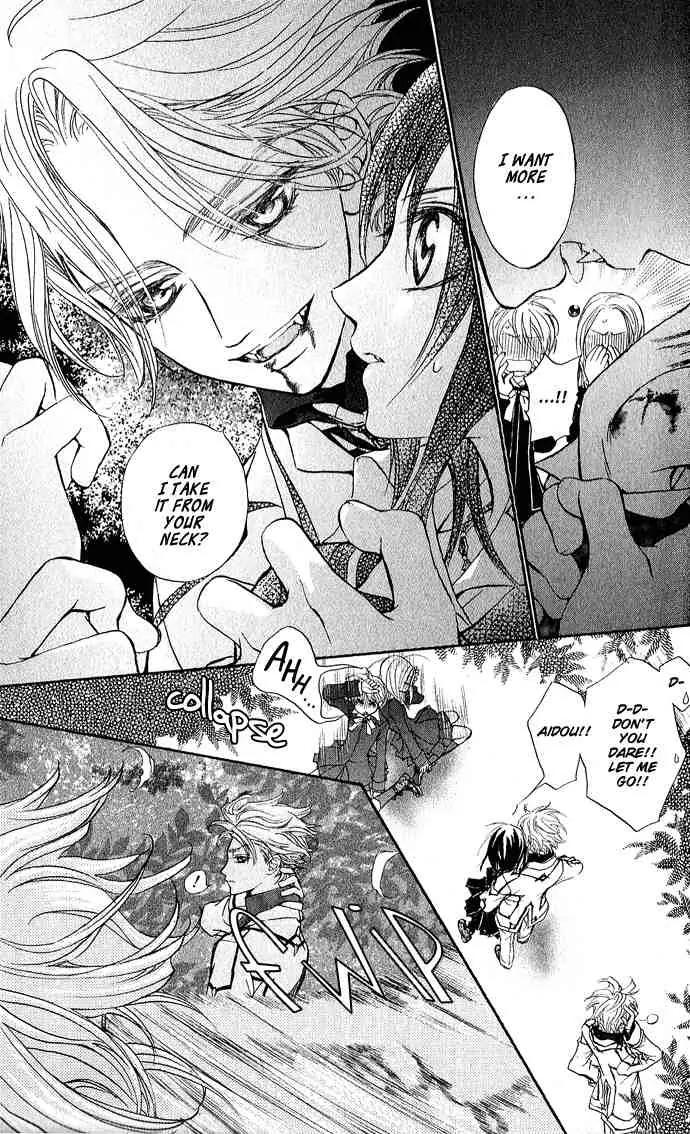 I WANT
MORE
...
...!!
CAN
I TAKE
IT FROM
YOUR
NECK?
AHH...
collapse
D-
D-D-
DON'T
YOU
DARE!!
LET ME
GO!!
AIDOU!!
!
FWIP